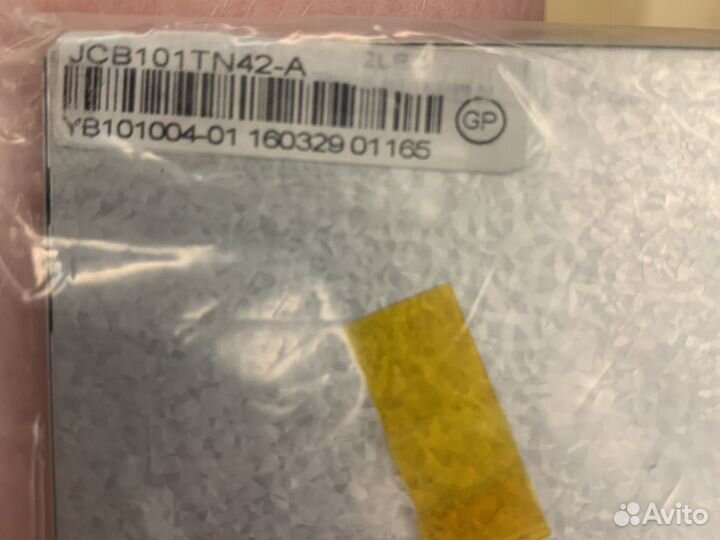 JCB101TN42-A
GP
YB101004-01 160329 01165
Avito